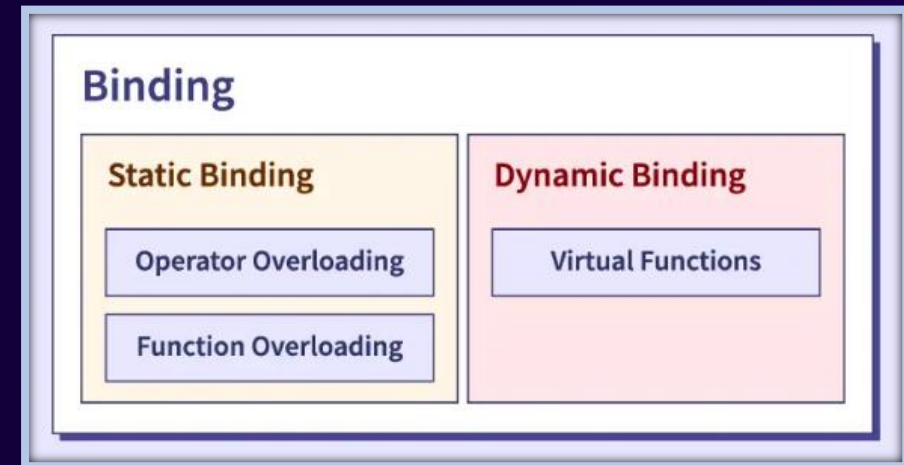 Binding
Static Binding
Operator Overloading
Function Overloading
Dynamic Binding
Virtual Functions